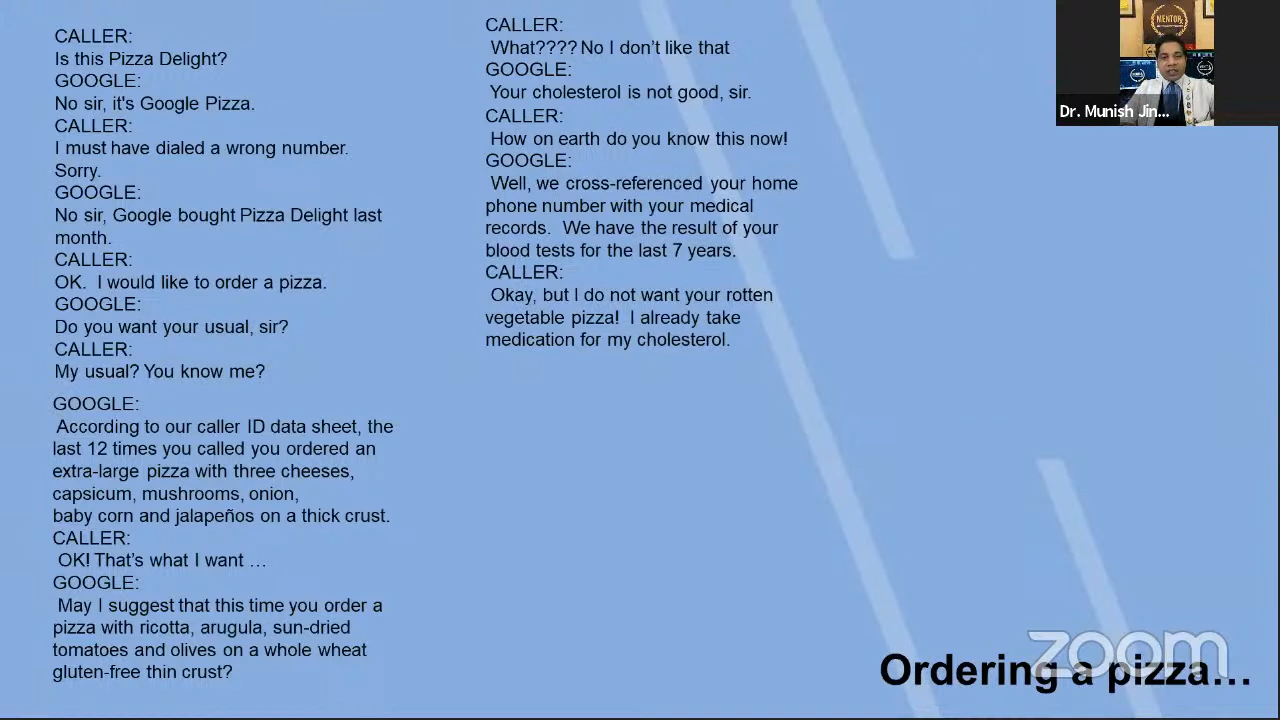 CALLER:
Is this Pizza Delight?
GOOGLE:
No sir, it's Google Pizza.
CALLER:
I must have dialed a wrong number.
Sorry.
GOOGLE:
No sir, Google bought Pizza Delight last
month.
CALLER:
OK. I would like to order a pizza.
GOOGLE:
Do you want your usual, sir?
CALLER:
My usual? You know me?
GOOGLE:
According to our caller ID data sheet, the
last 12 times you called you ordered an
extra-large pizza with three cheeses,
capsicum, mushrooms, onion,
baby corn and jalapeños on a thick crust.
CALLER:
OK! That's what I want …
GOOGLE:
May I suggest that this time you order a
pizza with ricotta, arugula, sun-dried
tomatoes and olives on a whole wheat
gluten-free thin crust?
CALLER:
What???? No I don't like that
GOOGLE:
Your cholesterol is not good, sir.
CALLER:
How on earth do you know this now!
GOOGLE:
Well, we cross-referenced your home
phone number with your medical
records. We have the result of your
blood tests for the last 7 years.
CALLER:
Okay, but I do not want your rotten
vegetable pizza! I already take
medication for my cholesterol.
MENTORx
Dr. Munish Jin...
zoom
Ordering a pizza…